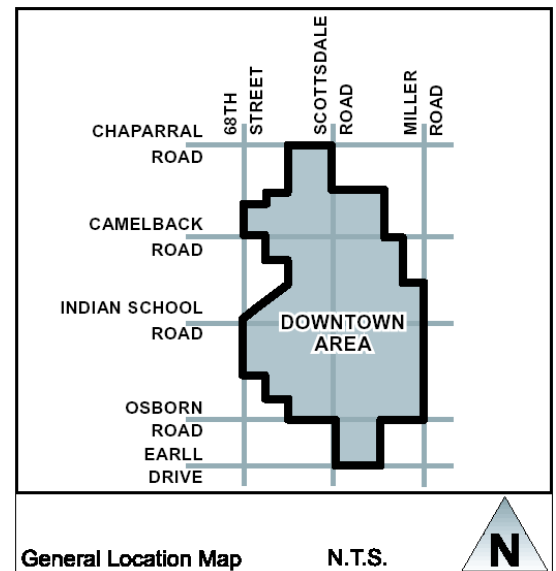 68TH
STREET
SCOTTSDALE
ROAD
MILLER
ROAD
CHAPARRAL
ROAD
CAMELBACK
ROAD
INDIAN SCHOOL
ROAD
DOWNTOWN
AREA
OSBORN
ROAD
EARLL
DRIVE
General Location Map N.T.S. N